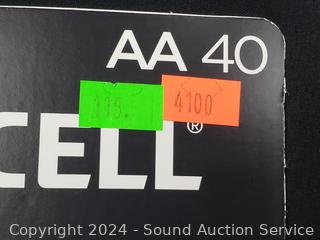 AA 40
115.
4100
CELL®
Copyright 2024 - Sound Auction Service